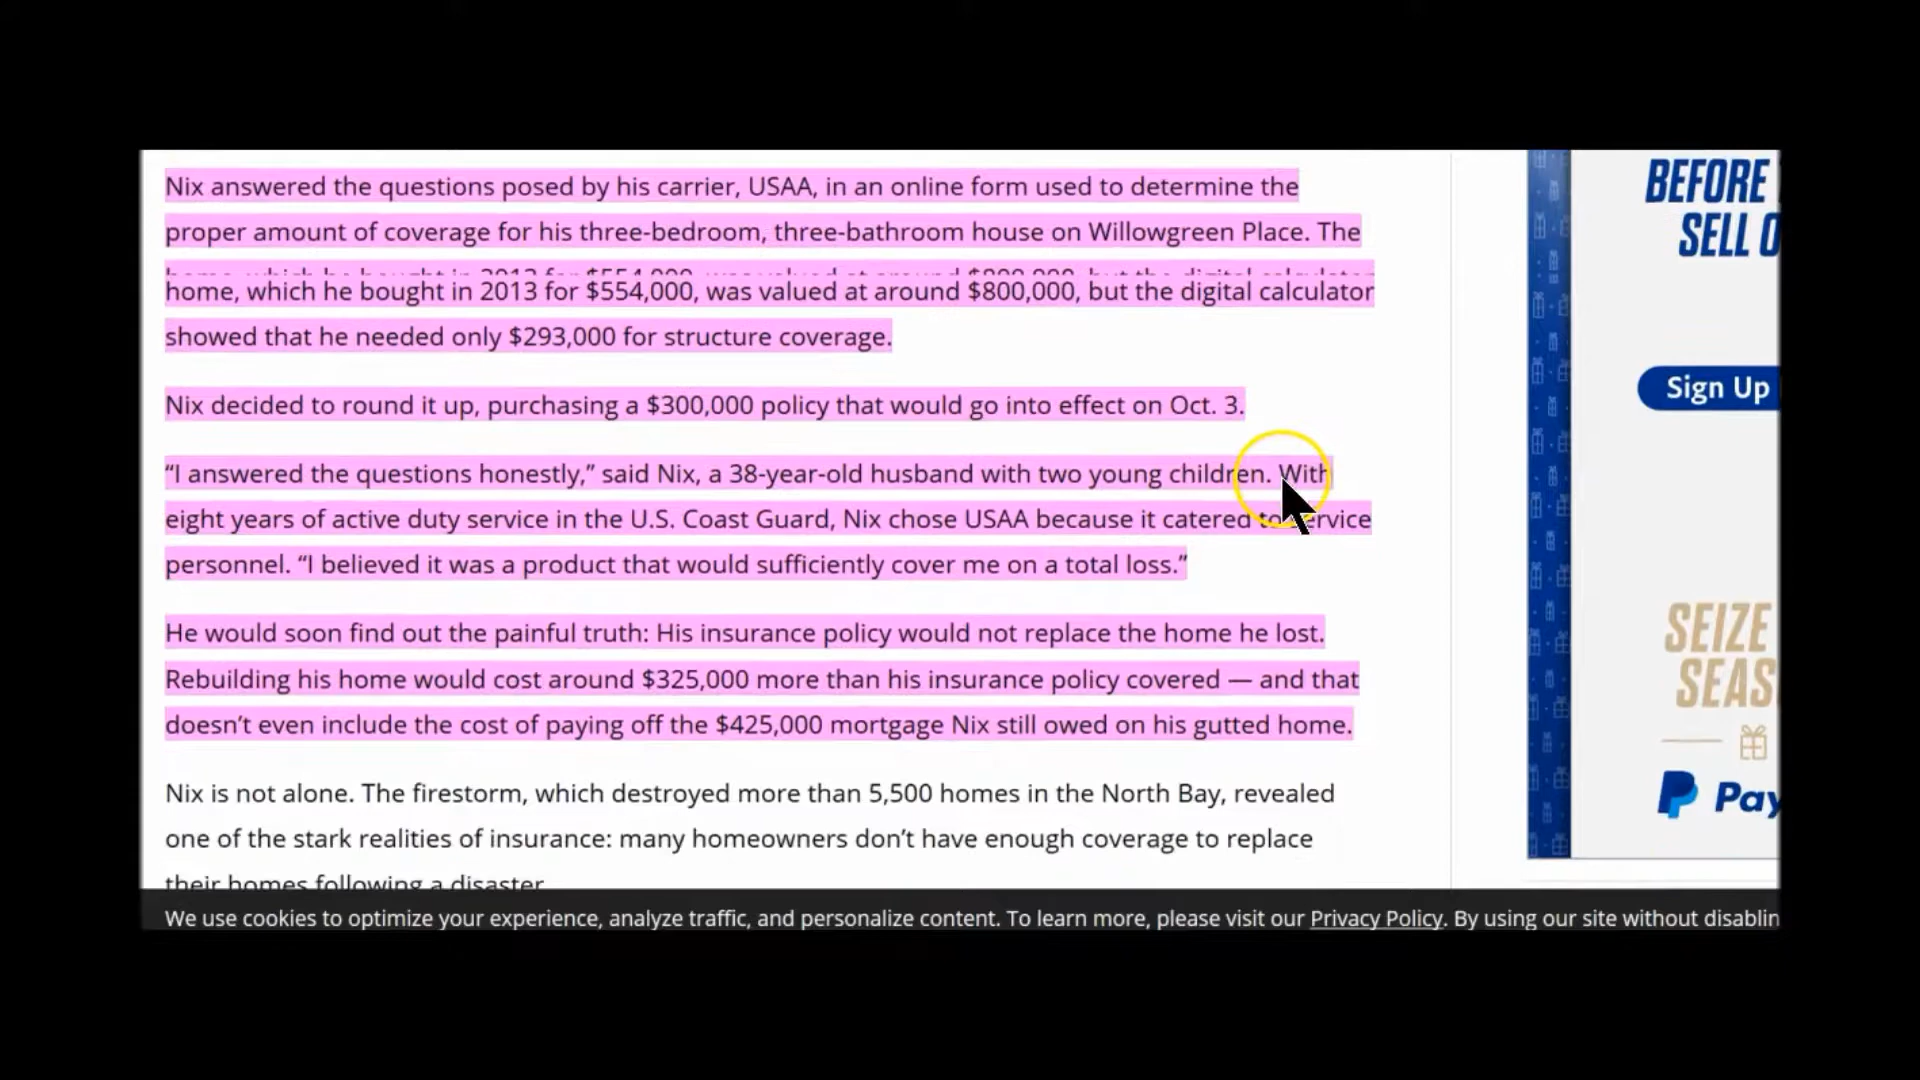 Nix answered the questions posed by his carrier, USAA, in an online form used to determine the
proper amount of coverage for his three-bedroom, three-bathroom house on Willowgreen Place. The
home, which he bought in 2013 for $554,000, was valued at around $800,000, but the digital calculator
showed that he needed only $293,000 for structure coverage.
Nix decided to round it up, purchasing a $300,000 policy that would go into effect on Oct. 3.
“I answered the questions honestly,” said Nix, a 38-year-old husband with two young children. With
eight years of active duty service in the U.S. Coast Guard, Nix chose USAA because it catered to service
personnel. “I believed it was a product that would sufficiently cover me on a total loss.”
He would soon find out the painful truth: His insurance policy would not replace the home he lost.
Rebuilding his home would cost around $325,000 more than his insurance policy covered — and that
doesn’t even include the cost of paying off the $425,000 mortgage Nix still owed on his gutted home.
Nix is not alone. The firestorm, which destroyed more than 5,500 homes in the North Bay, revealed
one of the stark realities of insurance: many homeowners don’t have enough coverage to replace
their homes following a disaster.
We use cookies to optimize your experience, analyze traffic, and personalize content. To learn more, please visit our Privacy Policy. By using our site without disablin
BEFORE
SELL O
Sign Up
SEIZE
SEAS
Pay